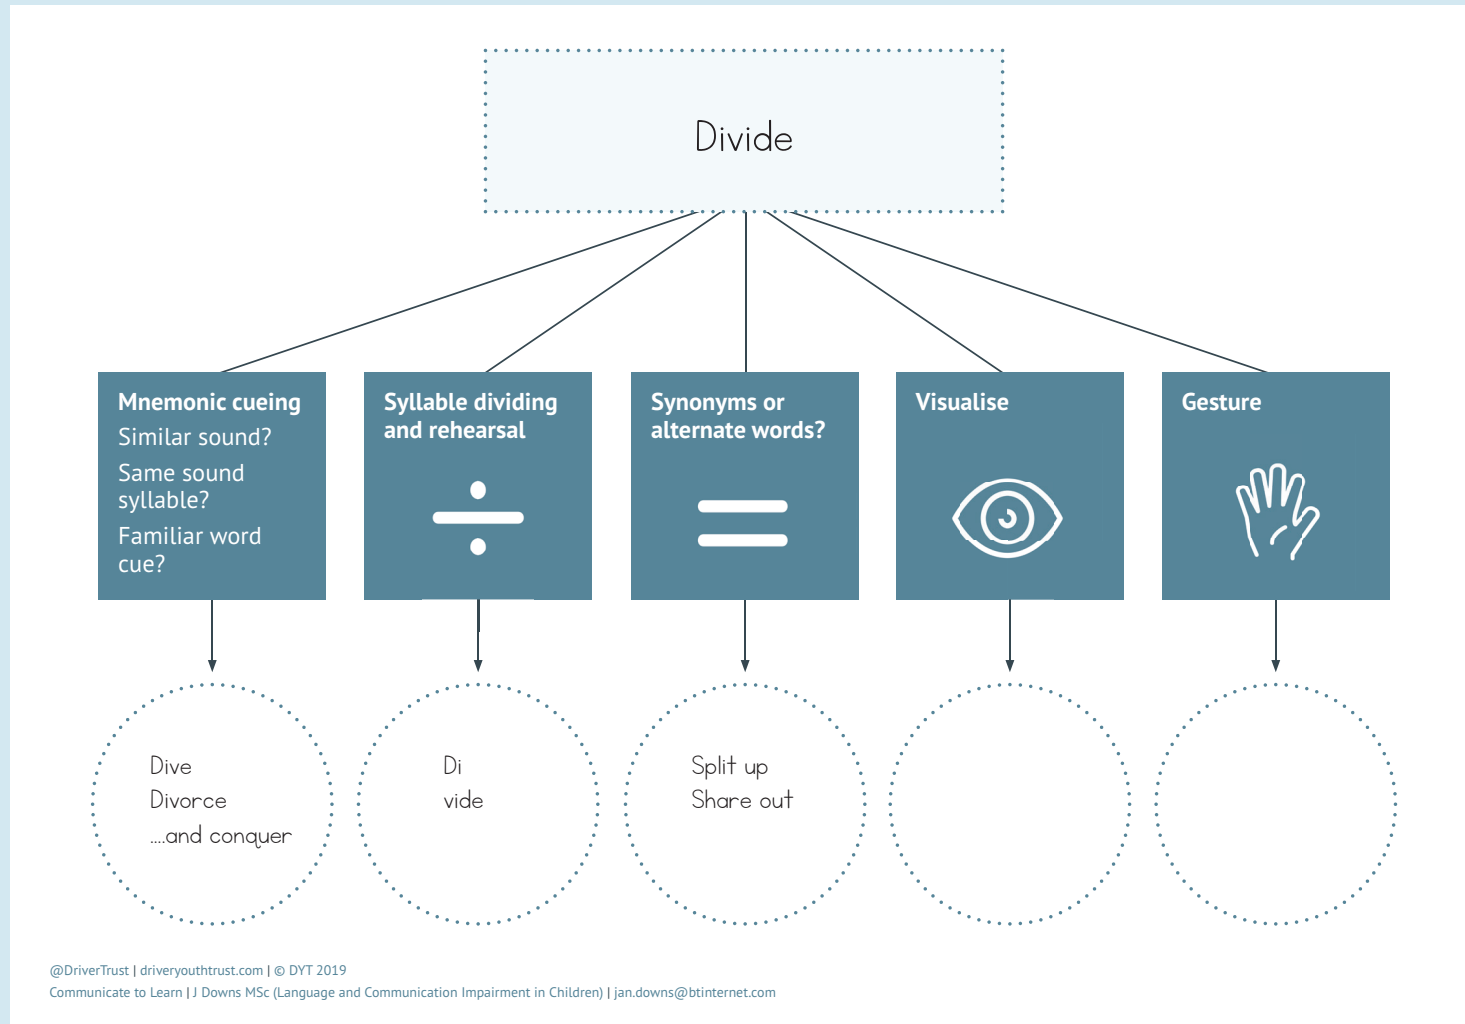 Divide
Mnemonic cueing
Similar sound?
Same sound
syllable?
Familiar word
cue?
Syllable dividing
and rehearsal
Synonyms or
alternate words?
Visualise
Gesture
Dive
Divorce
....and conquer
Di
vide
Split up
Share out
@DriverTrust | driveryouthtrust.com | © DYT 2019
Communicate to Learn | J Downs MSc (Language and Communication Impairment in Children) | jan.downs@btinternet.com